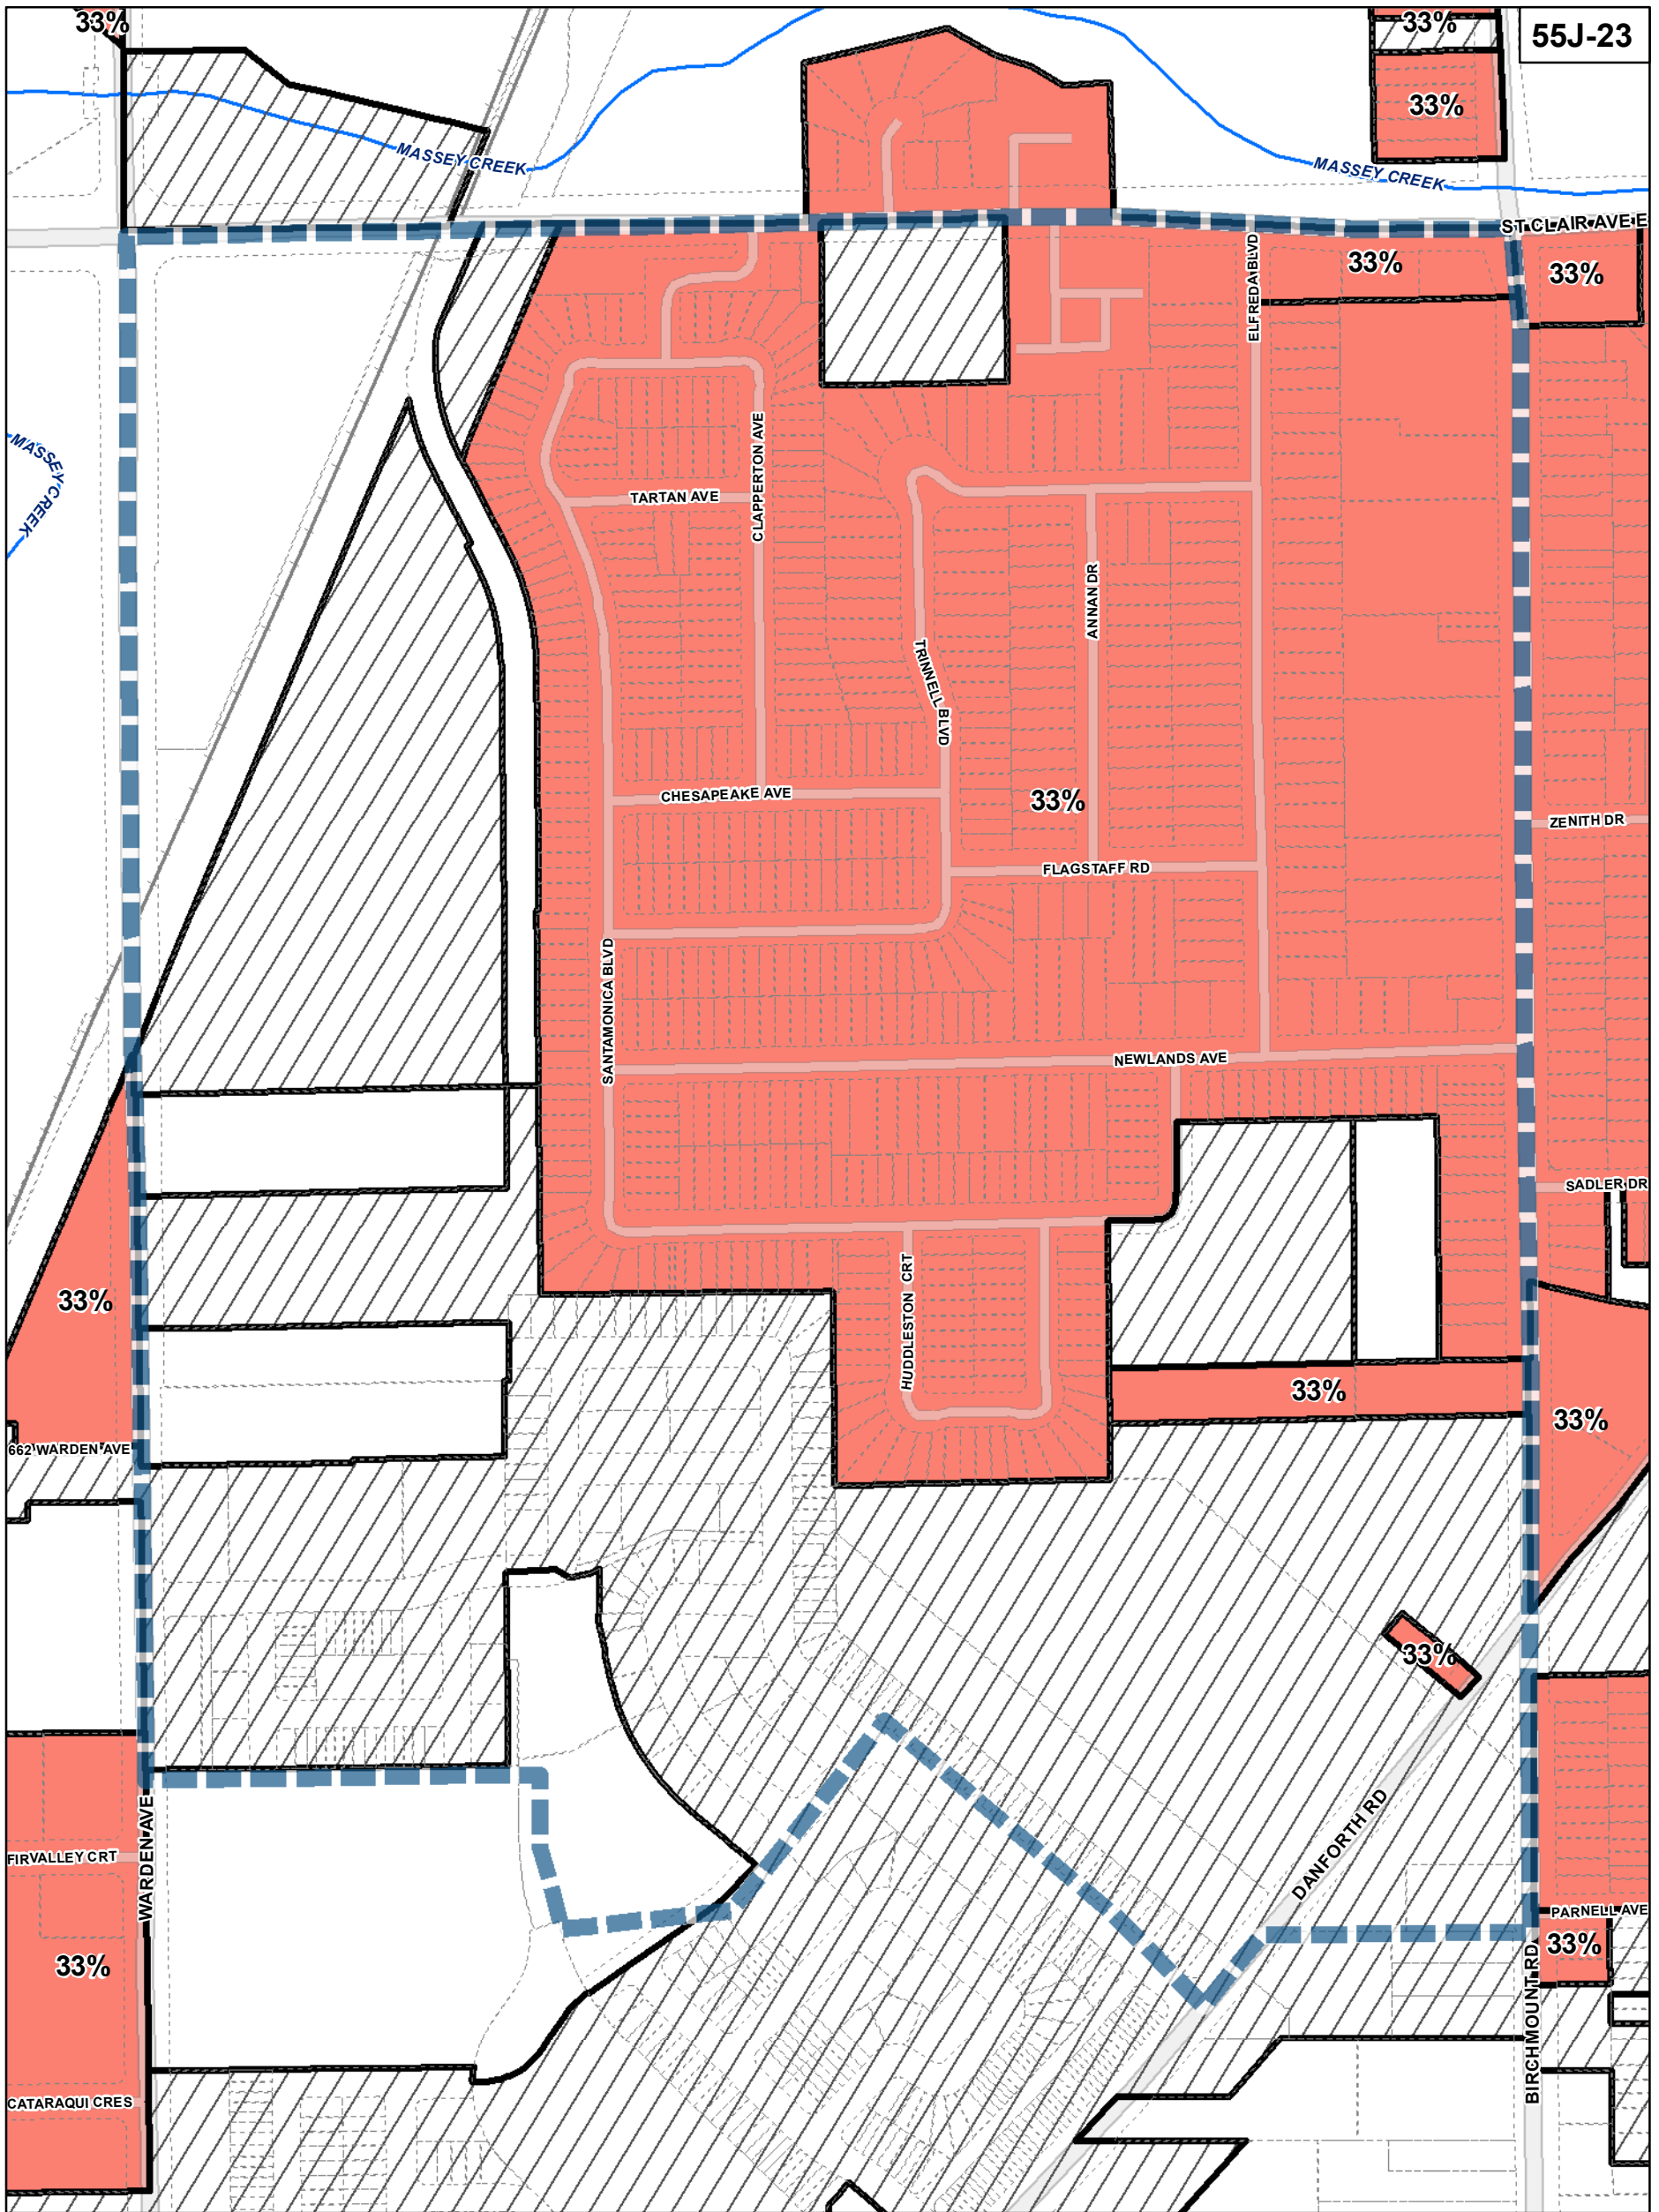 33%
33%
55J-23
33%
MASSEY CREEK
MASSEY CREEK
ST CLAIR AVE E
33%
33%
ELFREDA BLVD
MASSEY CREEK
CLAPPERTON AVE
TARTAN AVE
ANNAN DR
TRINNELL BLVD
CHESAPEAKE AVE
33%
ZENITH DR
FLAGSTAFF RD
SANTAMONICA BLVD
NEWLANDS AVE
SADLER DR
33%
HUDDLESTON CRT
33%
33%
662 WARDEN AVE
33%
WARDEN AVE
DANFORTH RD
FIRVALLEY CRT
PARNELL AVE
33%
33%
BIRCHMOUNT RD
CATARAQUI CRES